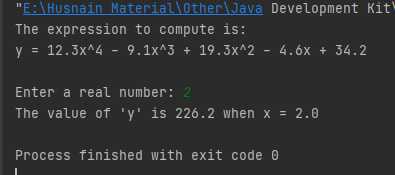 "E:\Husnain Material\Other\Java Development Kit\
The expression to compute is:
y = 12.3x^4 - 9.1x^3 + 19.3x^2 - 4.6x + 34.2
Enter a real number: 2
The value of 'y' is 226.2 when x = 2.0
Process finished with exit code 0